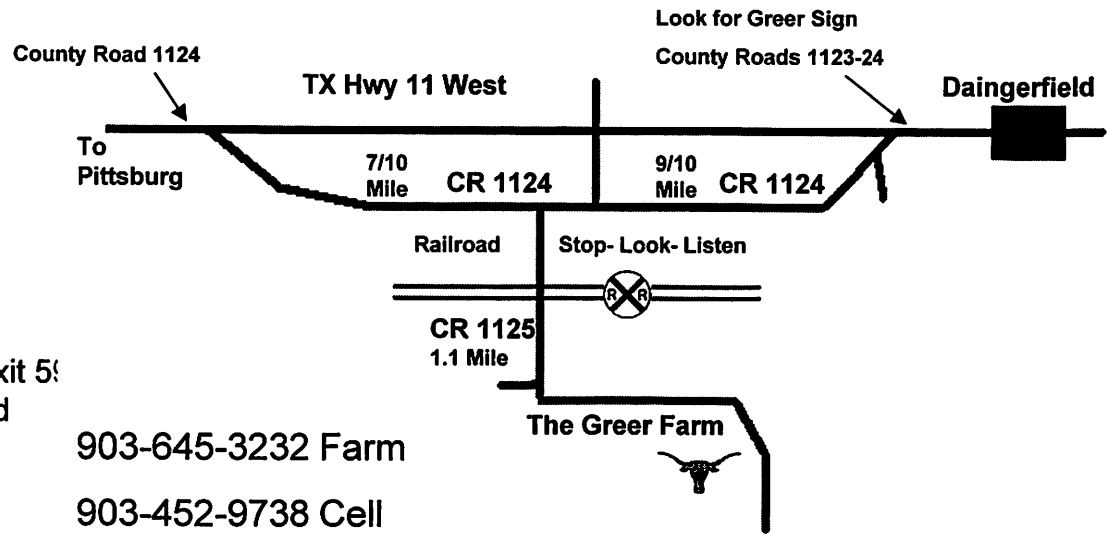 Look for Greer Sign
County Road 1124
County Roads 1123-24
TX Hwy 11 West
Daingerfield
To
Pittsburg
7/10
Mile
CR 1124
9/10
Mile
CR 1124
Railroad
Stop- Look- Listen
R R
CR 1125
1.1 Mile
The Greer Farm
903-645-3232 Farm
903-452-9738 Cell